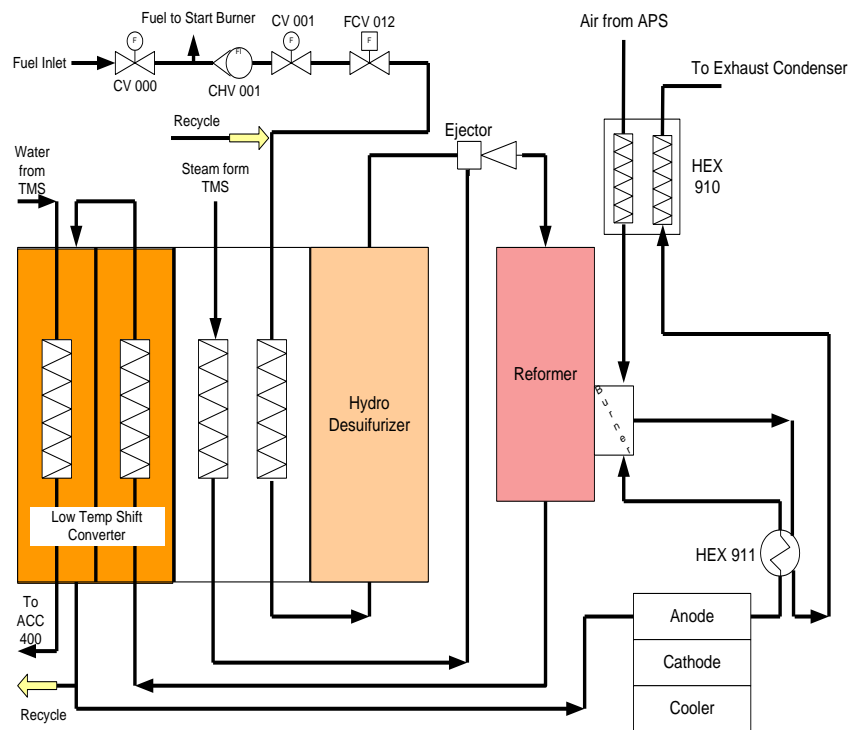 Fuel to Start Burner
CV 001
FCV 012
Air from APS
F
F
F
FI
Fuel Inlet
To Exhaust Condenser
CV 000
CHV 001
Recycle
Ejector
Water
from
TMS
Steam form
TMS
HEX
910
Reformer
Hydro
Desuifurizer
Burner
Low Temp Shift
Converter
HEX 911
To
ACC
400
Anode
Cathode
Recycle
Cooler